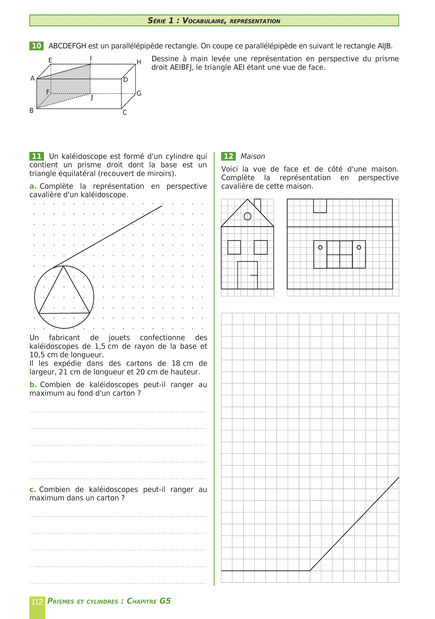 Série 1 : Vocabulaire, représentation
10 ABCDEFGH est un parallélépipède rectangle. On coupe ce parallélépipède en suivant le rectangle AIJB.
Dessine à main levée une représentation en perspective du prisme
droit AEIBFJ, le triangle AEI étant une vue de face.
E
I
H
A
D
F
J
G
B
C
11 Un kaléidoscope est formé d'un cylindre qui
contient un prisme droit dont la base est un
triangle équilatéral (recouvert de miroirs).
a. Complète la représentation en perspective
cavalière d'un kaléidoscope.
Un fabricant de jouets confectionne des
kaléidoscopes de 1,5 cm de rayon de la base et
10,5 cm de longueur.
Il les expédie dans des cartons de 18 cm de
largeur, 21 cm de longueur et 20 cm de hauteur.
b. Combien de kaléidoscopes peut-il ranger au
maximum au fond d'un carton ?
c. Combien de kaléidoscopes peut-il ranger au
maximum dans un carton ?
12 Maison
Voici la vue de face et de côté d'une maison.
Complète la représentation en perspective
cavalière de cette maison.
112 Prismes et cylindres : Chapitre G5